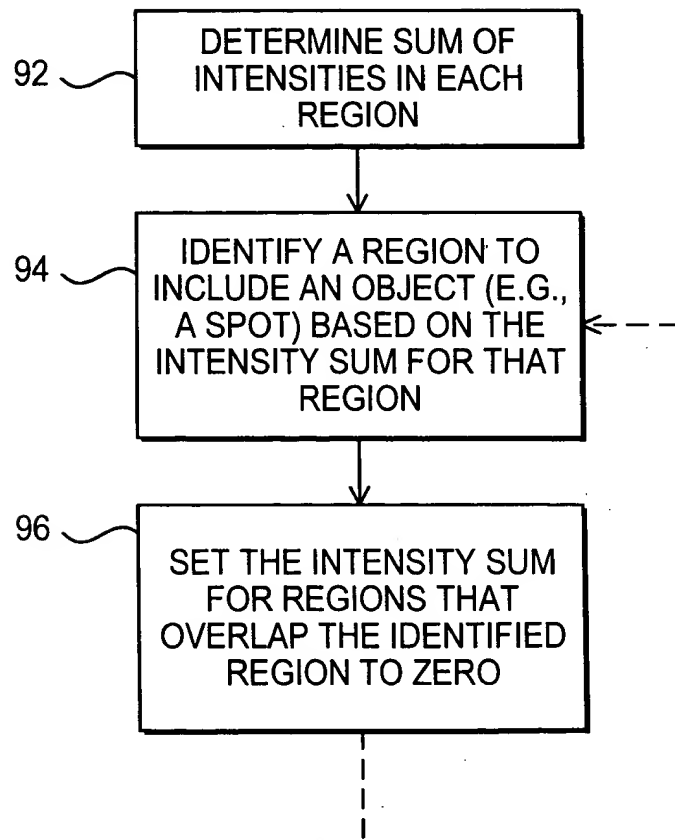 92
DETERMINE SUM OF
INTENSITIES IN EACH
REGION
94
IDENTIFY A REGION TO
INCLUDE AN OBJECT (E.G.,
A SPOT) BASED ON THE
INTENSITY SUM FOR THAT
REGION
96
SET THE INTENSITY SUM
FOR REGIONS THAT
OVERLAP THE IDENTIFIED
REGION TO ZERO